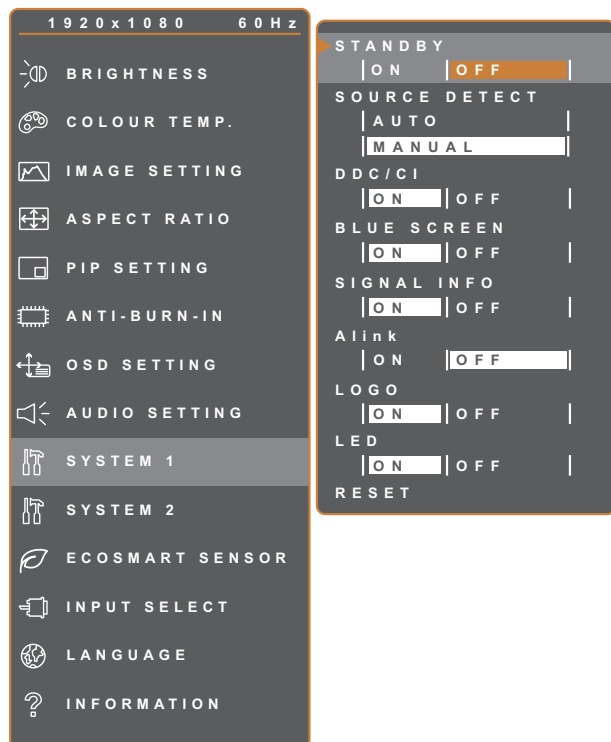 1920x1080 60Hz
BRIGHTNESS
COLOUR TEMP.
IMAGE SETTING
ASPECT RATIO
PIP SETTING
ANTI-BURN-IN
OSD SETTING
AUDIO SETTING
SYSTEM 1
SYSTEM 2
ECOSMART SENSOR
INPUT SELECT
LANGUAGE
INFORMATION
STANDBY
ON OFF
SOURCE DETECT
AUTO
MANUAL
DDC/CI
ON OFF
BLUE SCREEN
ON OFF
SIGNAL INFO
ON OFF
Alink
ON OFF
LOGO
ON OFF
LED
ON OFF
RESET